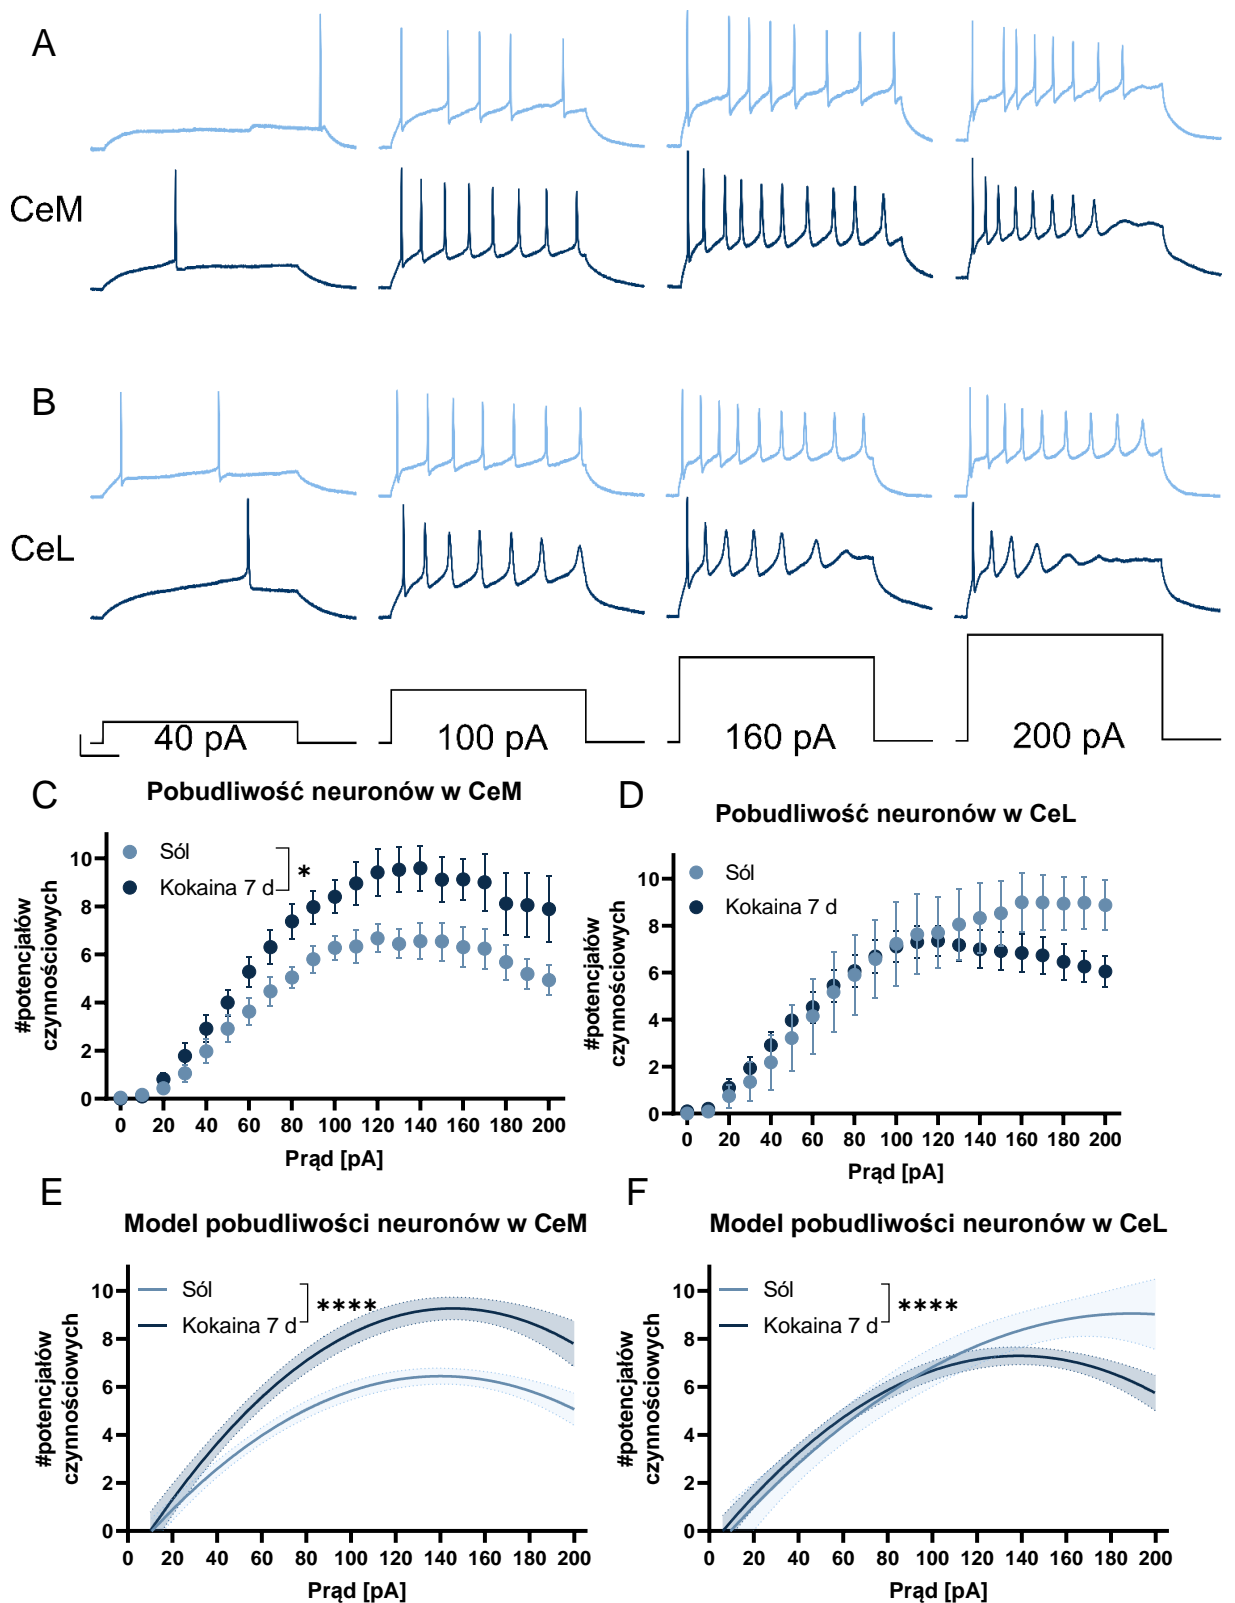 A
CeM
B
CeL
40 pA
100 pA
160 pA
200 pA
C
Pobudliwość neuronów w CeM
#potencjałów
czynnościowych
10
8
6
4
2
0
Sól
Kokaina 7 d
*
0 20 40 60 80 100 120 140 160 180 200
Prąd [pA]
D
Pobudliwość neuronów w CeL
#potencjałów
czynnościowych
10
8
6
4
2
0
Sól
Kokaina 7 d
0 20 40 60 80 100 120 140 160 180 200
Prąd [pA]
E
Model pobudliwości neuronów w CeM
#potencjałów
czynnościowych
10
8
6
4
2
0
Sól
Kokaina 7 d
****
0 20 40 60 80 100 120 140 160 180 200
Prąd [pA]
F
Model pobudliwości neuronów w CeL
#potencjałów
czynnościowych
10
8
6
4
2
0
Sól
Kokaina 7 d
****
0 20 40 60 80 100 120 140 160 180 200
Prąd [pA]